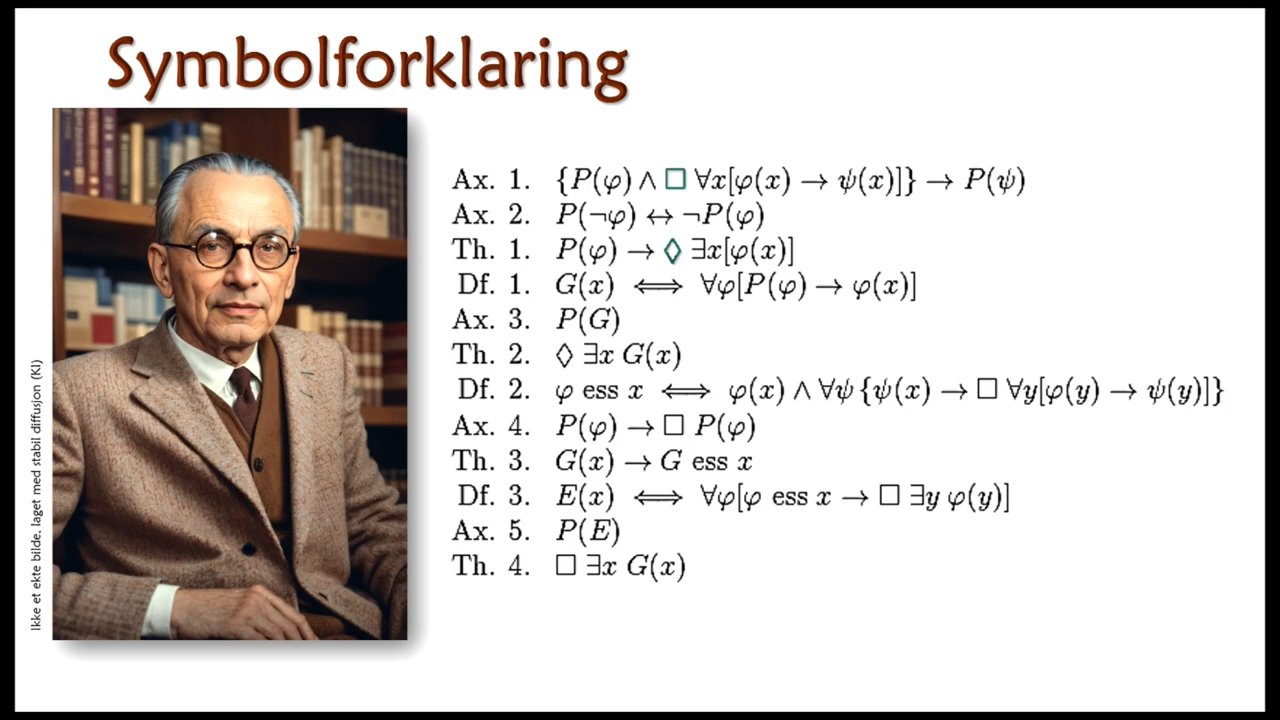 Symbolforklaring
Ax. 1. {P(φ) ∧ □ ∀x[φ(x) → ψ(x)]} → P(ψ)
Ax. 2. P(¬φ) ↔ ¬P(φ)
Th. 1. P(φ) → ◊ ∃x[φ(x)]
Df. 1. G(x) ⟺ ∀φ[P(φ) → φ(x)]
Ax. 3. P(G)
Th. 2. ◊ ∃x G(x)
Df. 2. φ ess x ⟺ φ(x) ∧ ∀ψ {ψ(x) → □ ∀y[φ(y) → ψ(y)]}
Ax. 4. P(φ) → □ P(φ)
Th. 3. G(x) → G ess x
Df. 3. E(x) ⟺ ∀φ[φ ess x → □ ∃y φ(y)]
Ax. 5. P(E)
Th. 4. □ ∃x G(x)
Ikke et ekte bilde. laget med stabil diffusjon (KI)